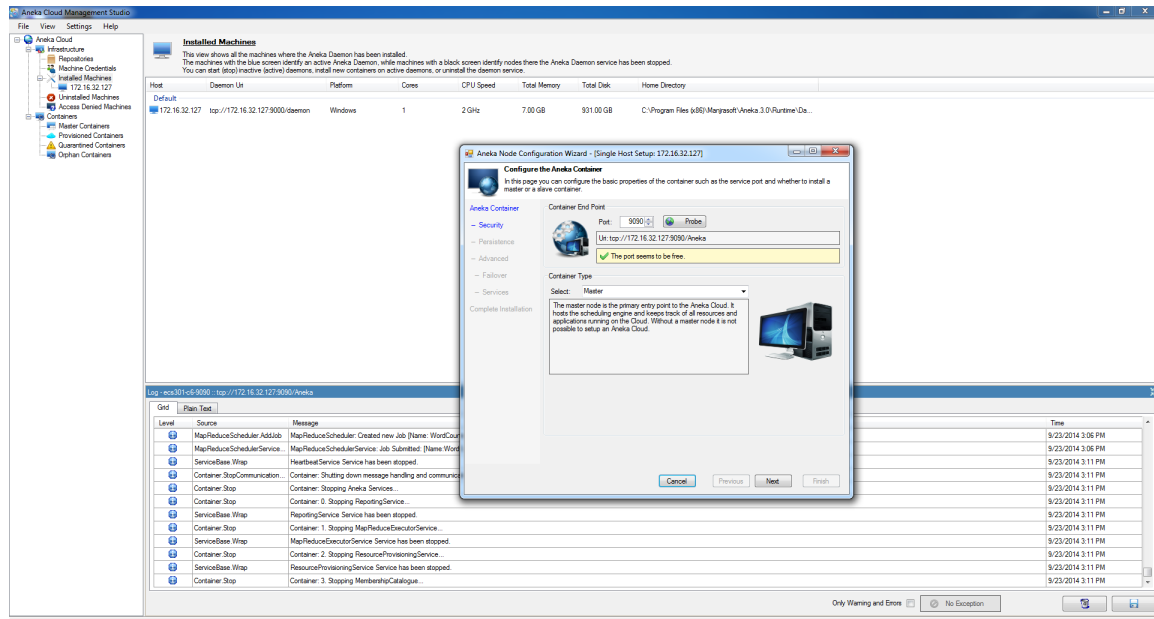 Aneka Cloud Management Studio
File View Settings Help
Aneka Cloud
Infrastructure
Repositories
Machine Credentials
Installed Machines
172.16.32.127
Uninstalled Machines
Access Denied Machines
Containers
Master Containers
Provisioned Containers
Quarantined Containers
Orphan Containers
Installed Machines
This view shows all the machines where the Aneka Daemon has been installed.
The machines with the blue screen identify an active Aneka Daemon, while machines with a black screen identify nodes there the Aneka Daemon service has been stopped.
You can start (stop) inactive (active) daemons, install new containers on active daemons, or uninstall the daemon service.
Host Daemon Uri Platform Cores CPU Speed Total Memory Total Disk Home Directory
Default
172.16.32.127 tcp://172.16.32.127:9000/daemon Windows 1 2 GHz 7.00 GB 931.00 GB C:\Program Files (x86)\Manjrasoft\Aneka.3.0\Runtime\Da...
Aneka Node Configuration Wizard - [Single Host Setup: 172.16.32.127]
Configure the Aneka Container
In this page you can configure the basic properties of the container such as the service port and whether to install a
master or a slave container.
Aneka Container
– Security
– Persistence
– Advanced
– Failover
– Services
Complete Installation
Container End Point
Port: 9090 Probe
Uri: tcp://172.16.32.127:9090/Aneka
The port seems to be free.
Container Type
Select: Master
The master node is the primary entry point to the Aneka Cloud. It
hosts the scheduling engine and keeps track of all resources and
applications running on the Cloud. Without a master node it is not
possible to setup an Aneka Cloud.
Cancel Previous Next Finish
Log - ecs301-c6-9090 :: tcp://172.16.32.127:9090/Aneka
Grid Plain Text
Level Source Message Time
MapReduceScheduler.AddJob MapReduceScheduler: Created new Job [Name: WordCoun 9/23/2014 3:06 PM
MapReduceSchedulerService... MapReduceSchedulerService: Job Submitted: [Name:Word 9/23/2014 3:06 PM
ServiceBase.Wrap HeartbeatService Service has been stopped. 9/23/2014 3:11 PM
Container.StopCommunication... Container: Shutting down message handling and communica 9/23/2014 3:11 PM
Container.Stop Container: Stopping Aneka Services... 9/23/2014 3:11 PM
Container.Stop Container: 0. Stopping ReportingService... 9/23/2014 3:11 PM
ServiceBase.Wrap ReportingService Service has been stopped. 9/23/2014 3:11 PM
Container.Stop Container: 1. Stopping MapReduceExecutorService... 9/23/2014 3:11 PM
ServiceBase.Wrap MapReduceExecutorService Service has been stopped. 9/23/2014 3:11 PM
Container.Stop Container: 2. Stopping ResourceProvisioningService... 9/23/2014 3:11 PM
ServiceBase.Wrap ResourceProvisioningService Service has been stopped. 9/23/2014 3:11 PM
Container.Stop Container: 3. Stopping MembershipCatalogue... 9/23/2014 3:11 PM
Only Warning and Errors No Exception